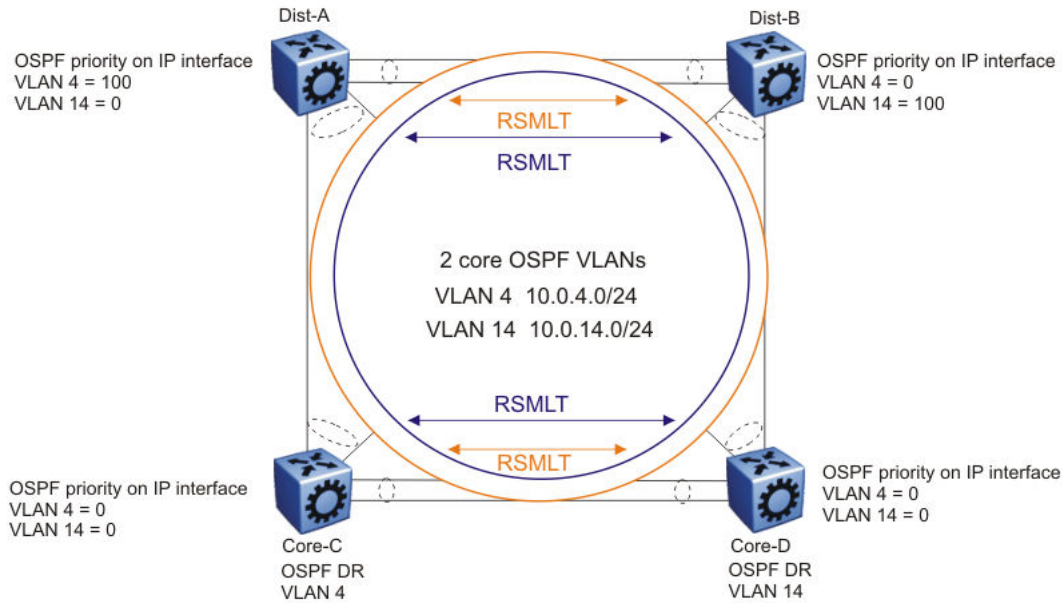 Dist-A
Dist-B
OSPF priority on IP interface
VLAN 4 = 100
VLAN 14 = 0
OSPF priority on IP interface
VLAN 4 = 0
VLAN 14 = 100
RSMLT
RSMLT
2 core OSPF VLANs
VLAN 4 10.0.4.0/24
VLAN 14 10.0.14.0/24
RSMLT
RSMLT
OSPF priority on IP interface
VLAN 4 = 0
VLAN 14 = 0
OSPF priority on IP interface
VLAN 4 = 0
VLAN 14 = 0
Core-C
OSPF DR
VLAN 4
Core-D
OSPF DR
VLAN 14